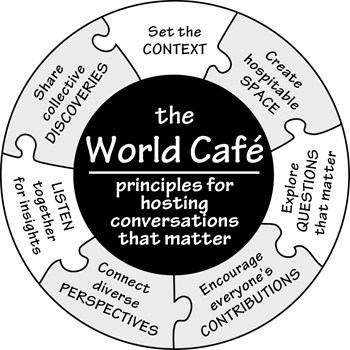 the
World Café
principles for
hosting
conversations
that matter
Set the
CONTEXT
Create
hospitable
SPACE
Explore
QUESTIONS
that matter
Encourage
everyone's
CONTRIBUTIONS
Connect
diverse
PERSPECTIVES
LISTEN
together
for insights
Share
collective
DISCOVERIES